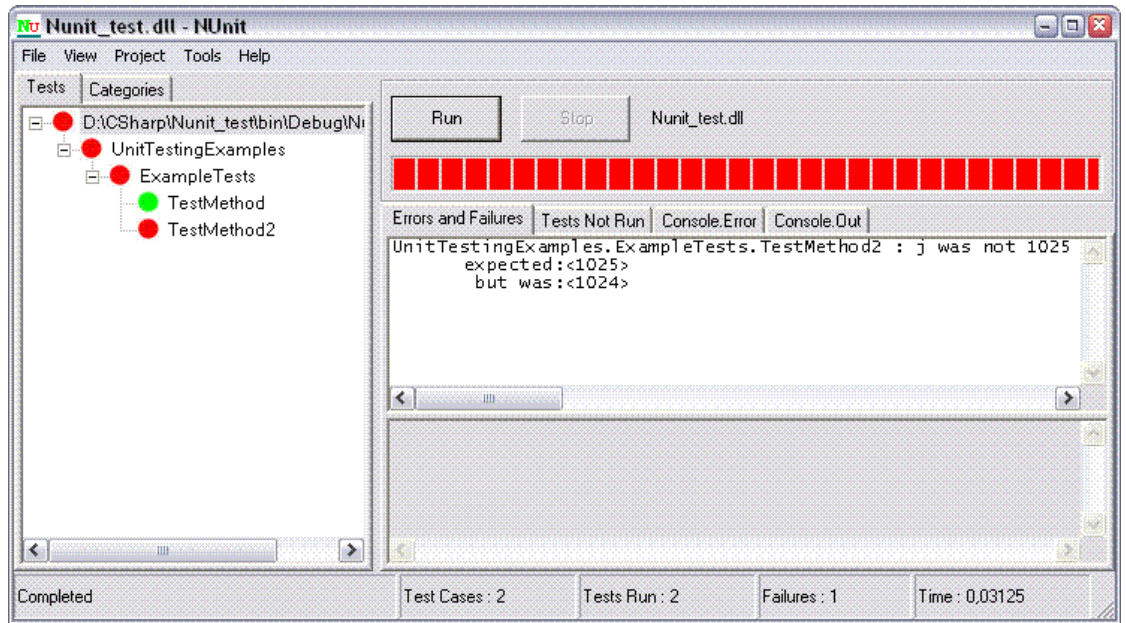 Nu Nunit_test.dll - NUnit
File View Project Tools Help
Tests Categories
D:\CSharp\Nunit_test\bin\Debug\Nu
UnitTestingExamples
ExampleTests
TestMethod
TestMethod2
Run Stop Nunit_test.dll
Errors and Failures Tests Not Run Console.Error Console.Out
UnitTestingExamples.ExampleTests.TestMethod2 : j was not 1025
expected:<1025>
but was:<1024>
Completed Test Cases : 2 Tests Run : 2 Failures : 1 Time : 0,03125